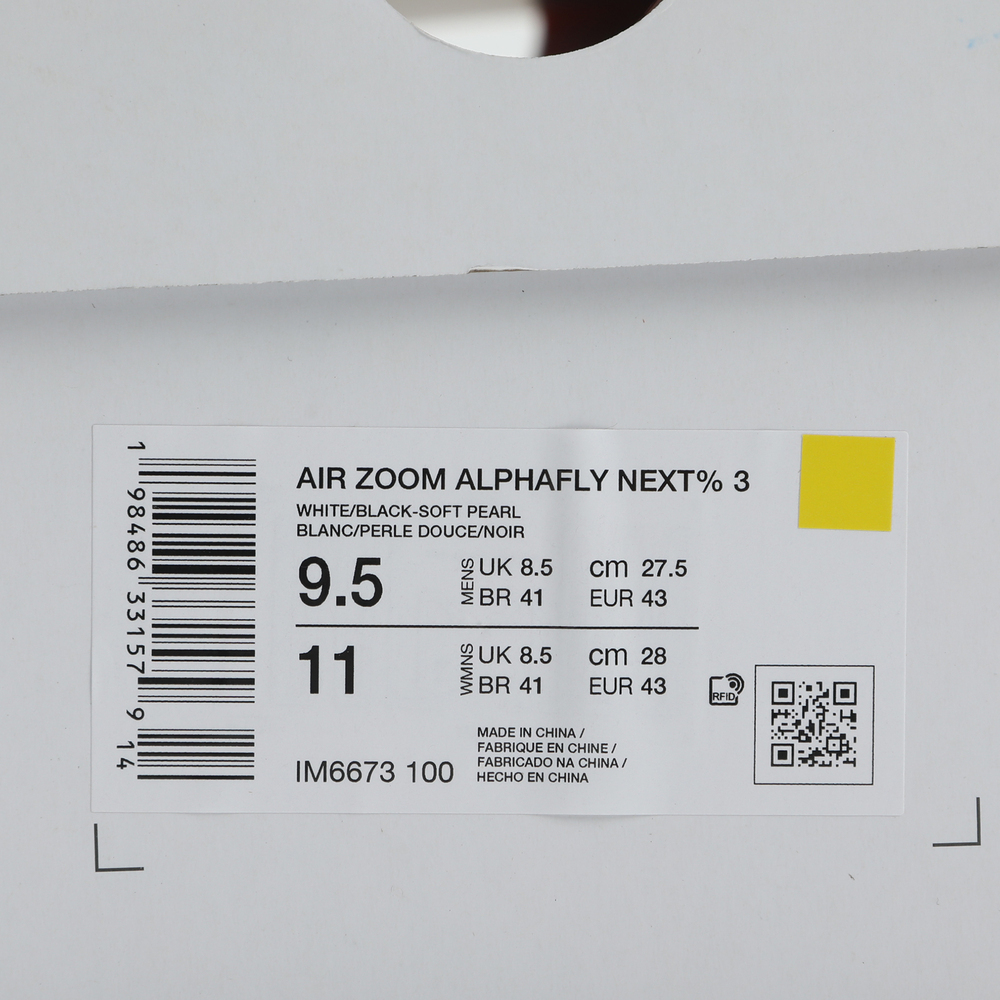 AIR ZOOM ALPHAFLY NEXT% 3
WHITE/BLACK-SOFT PEARL
BLANC/PERLE DOUCE/NOIR
9.5 MENS UK 8.5 cm 27.5
BR 41 EUR 43
11 WMNS UK 8.5 cm 28
BR 41 EUR 43
RFID
MADE IN CHINA /
FABRIQUE EN CHINE /
FABRICADO NA CHINA /
HECHO EN CHINA
IM6673 100
1 98486 33157 9 14